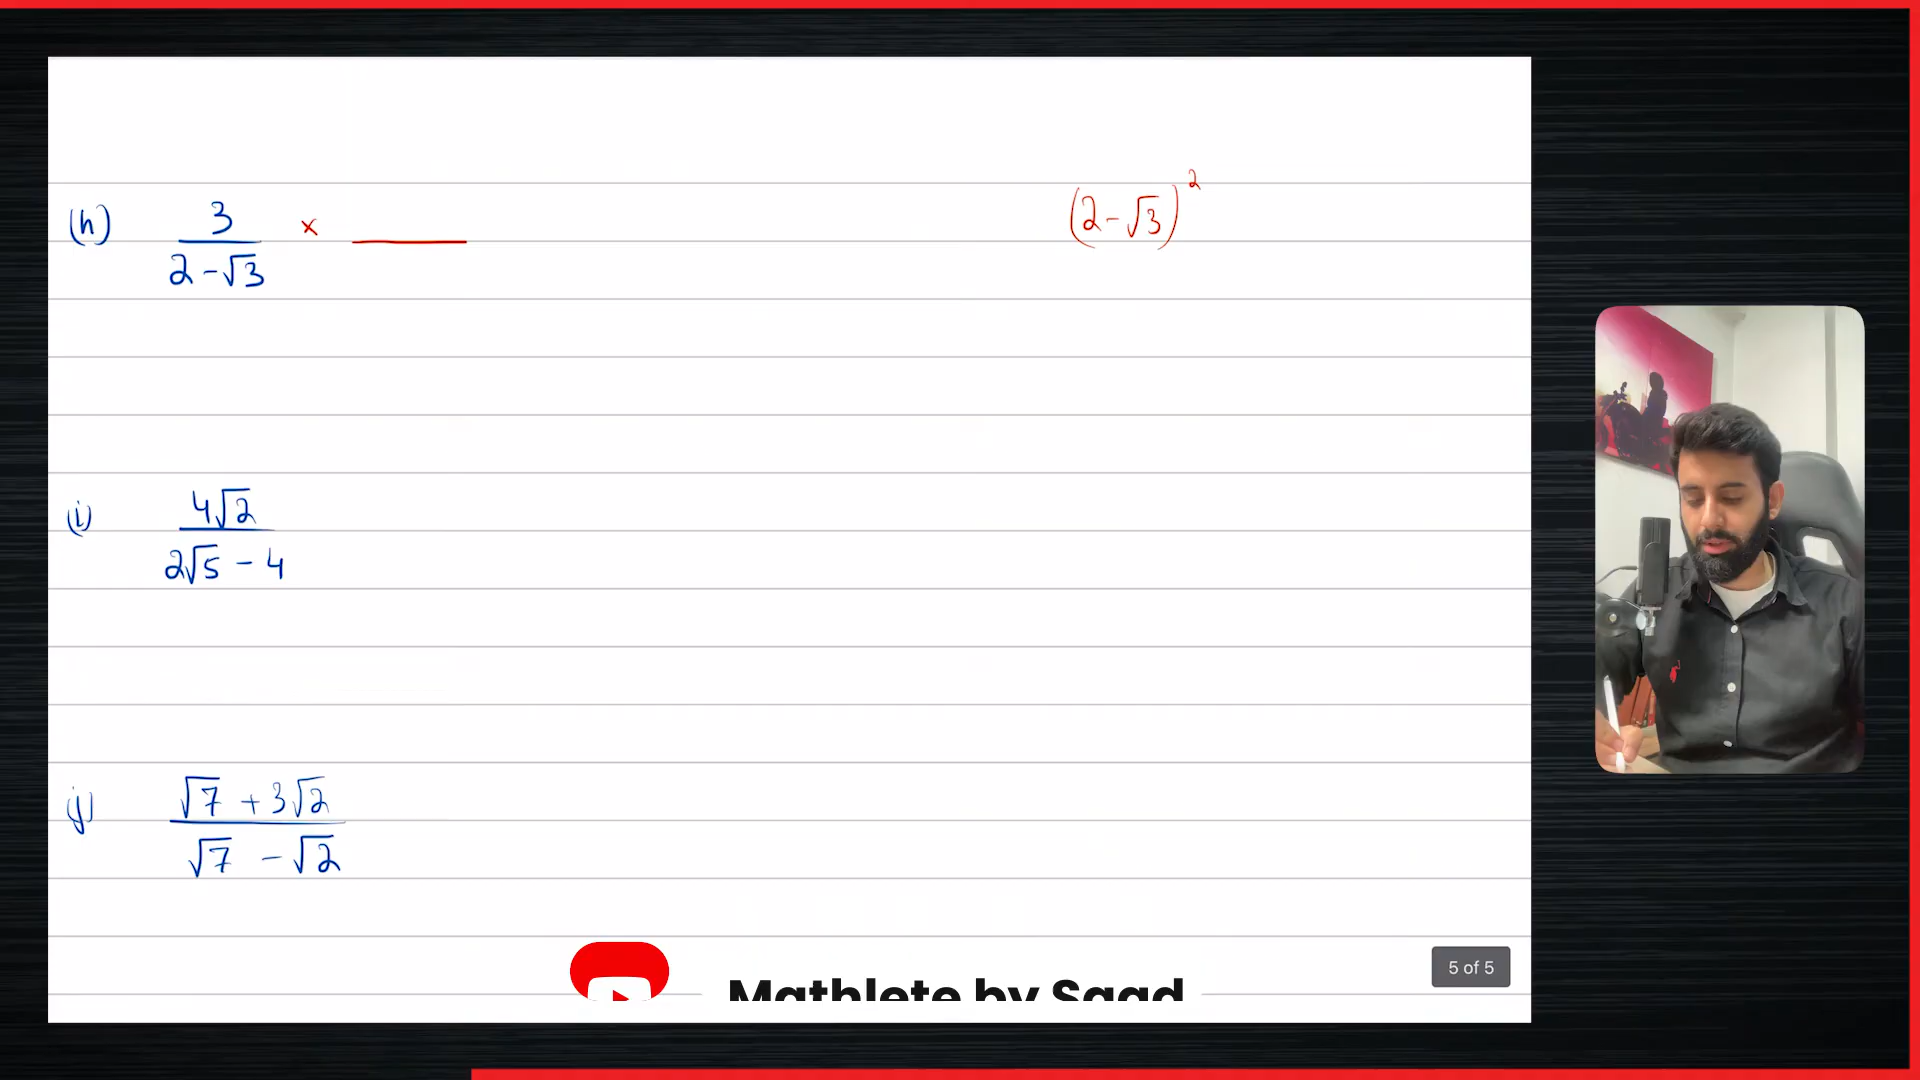 (h) 3 / 2 - √3 × (2 - √3)²
(i) 4√2 / 2√5 - 4
(j) √7 + 3√2 / √7 - √2
5 of 5
Mathlete by Saad